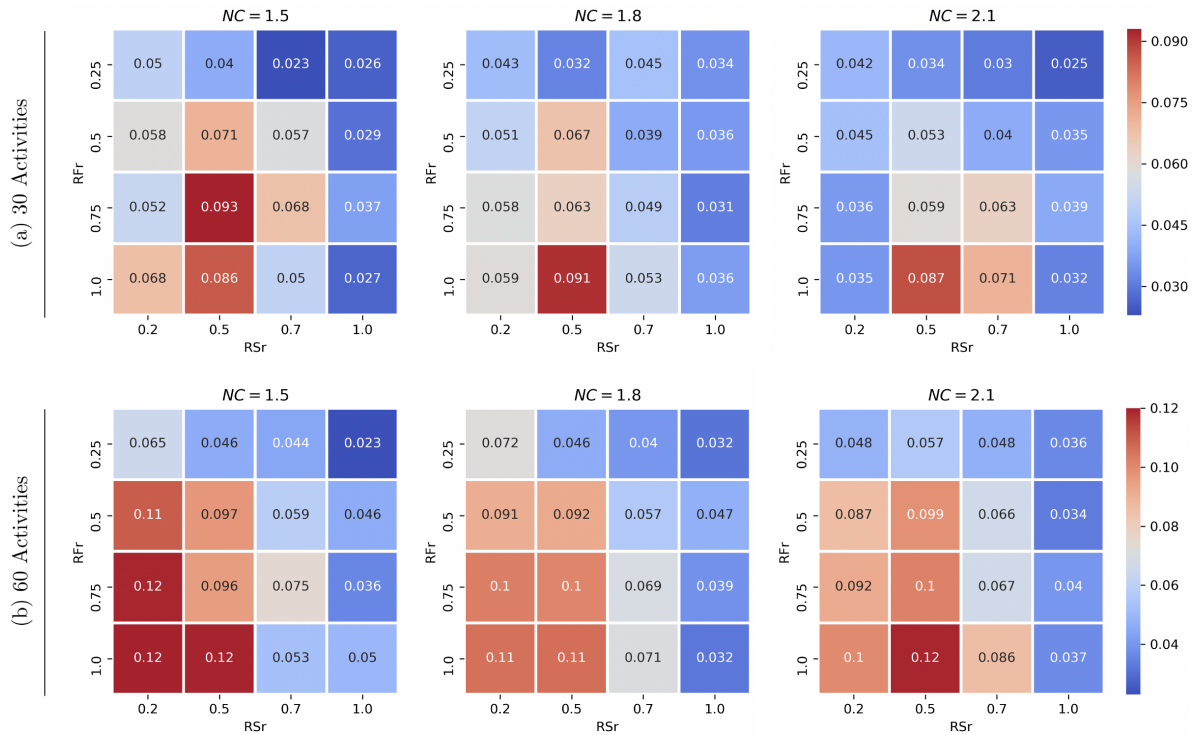 NC = 1.5 NC = 1.8 NC = 2.1
(a) 30 Activities
RFr
0.25 0.05 0.04 0.023 0.026 0.25 0.043 0.032 0.045 0.034 0.25 0.042 0.034 0.03 0.025
0.5 0.058 0.071 0.057 0.029 0.5 0.051 0.067 0.039 0.036 0.5 0.045 0.053 0.04 0.035
RFr
RFr
0.75 0.052 0.093 0.068 0.037 0.75 0.058 0.063 0.049 0.031 0.75 0.036 0.059 0.063 0.039
1.0 0.068 0.086 0.05 0.027 1.0 0.059 0.091 0.053 0.036 1.0 0.035 0.087 0.071 0.032
0.2 0.5 0.7 1.0 0.2 0.5 0.7 1.0 0.2 0.5 0.7 1.0
RSr RSr RSr
0.090
0.075
0.060
0.045
0.030
NC = 1.5 NC = 1.8 NC = 2.1
(b) 60 Activities
RFr
0.25 0.065 0.046 0.044 0.023 0.25 0.072 0.046 0.04 0.032 0.25 0.048 0.057 0.048 0.036
0.5 0.11 0.097 0.059 0.046 0.5 0.091 0.092 0.057 0.047 0.5 0.087 0.099 0.066 0.034
RFr
RFr
0.75 0.12 0.096 0.075 0.036 0.75 0.1 0.1 0.069 0.039 0.75 0.092 0.1 0.067 0.04
1.0 0.12 0.12 0.053 0.05 1.0 0.11 0.11 0.071 0.032 1.0 0.1 0.12 0.086 0.037
0.2 0.5 0.7 1.0 0.2 0.5 0.7 1.0 0.2 0.5 0.7 1.0
RSr RSr RSr
0.12
0.10
0.08
0.06
0.04